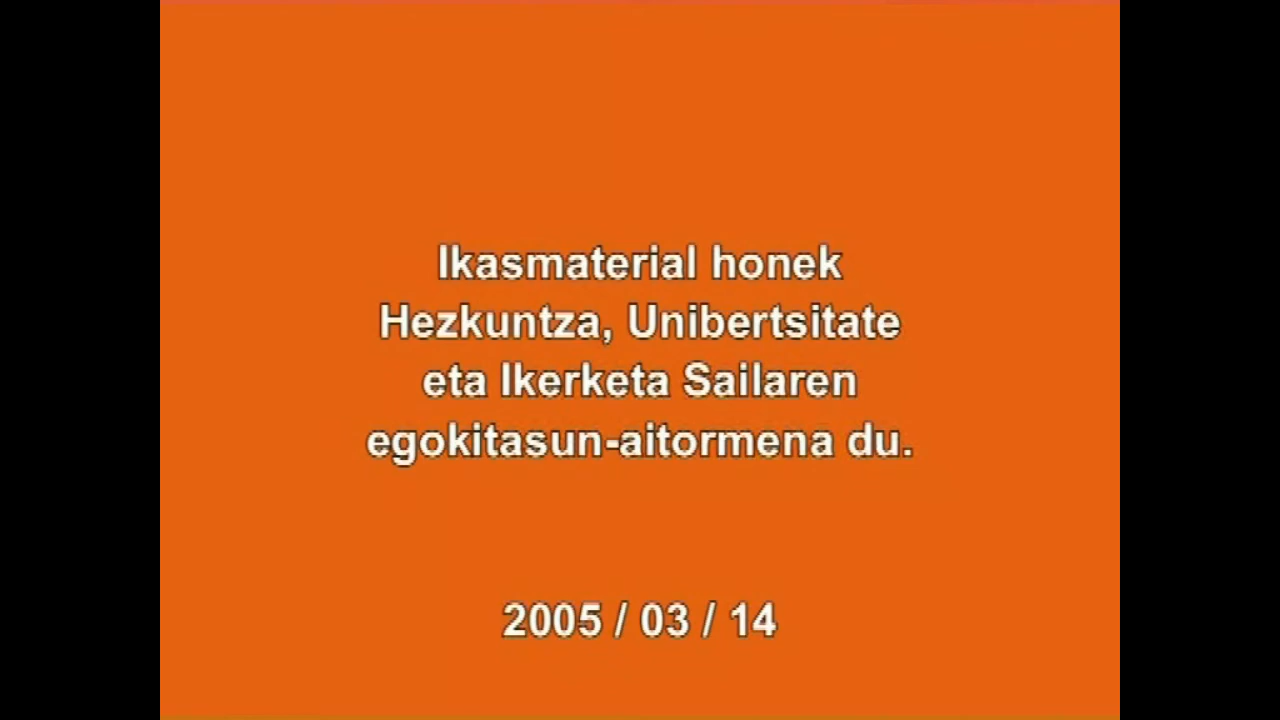 Ikasmaterial honek
Hezkuntza, Unibertsitate
eta Ikerketa Sailaren
egokitasun-aitormena du.
2005 / 03 / 14